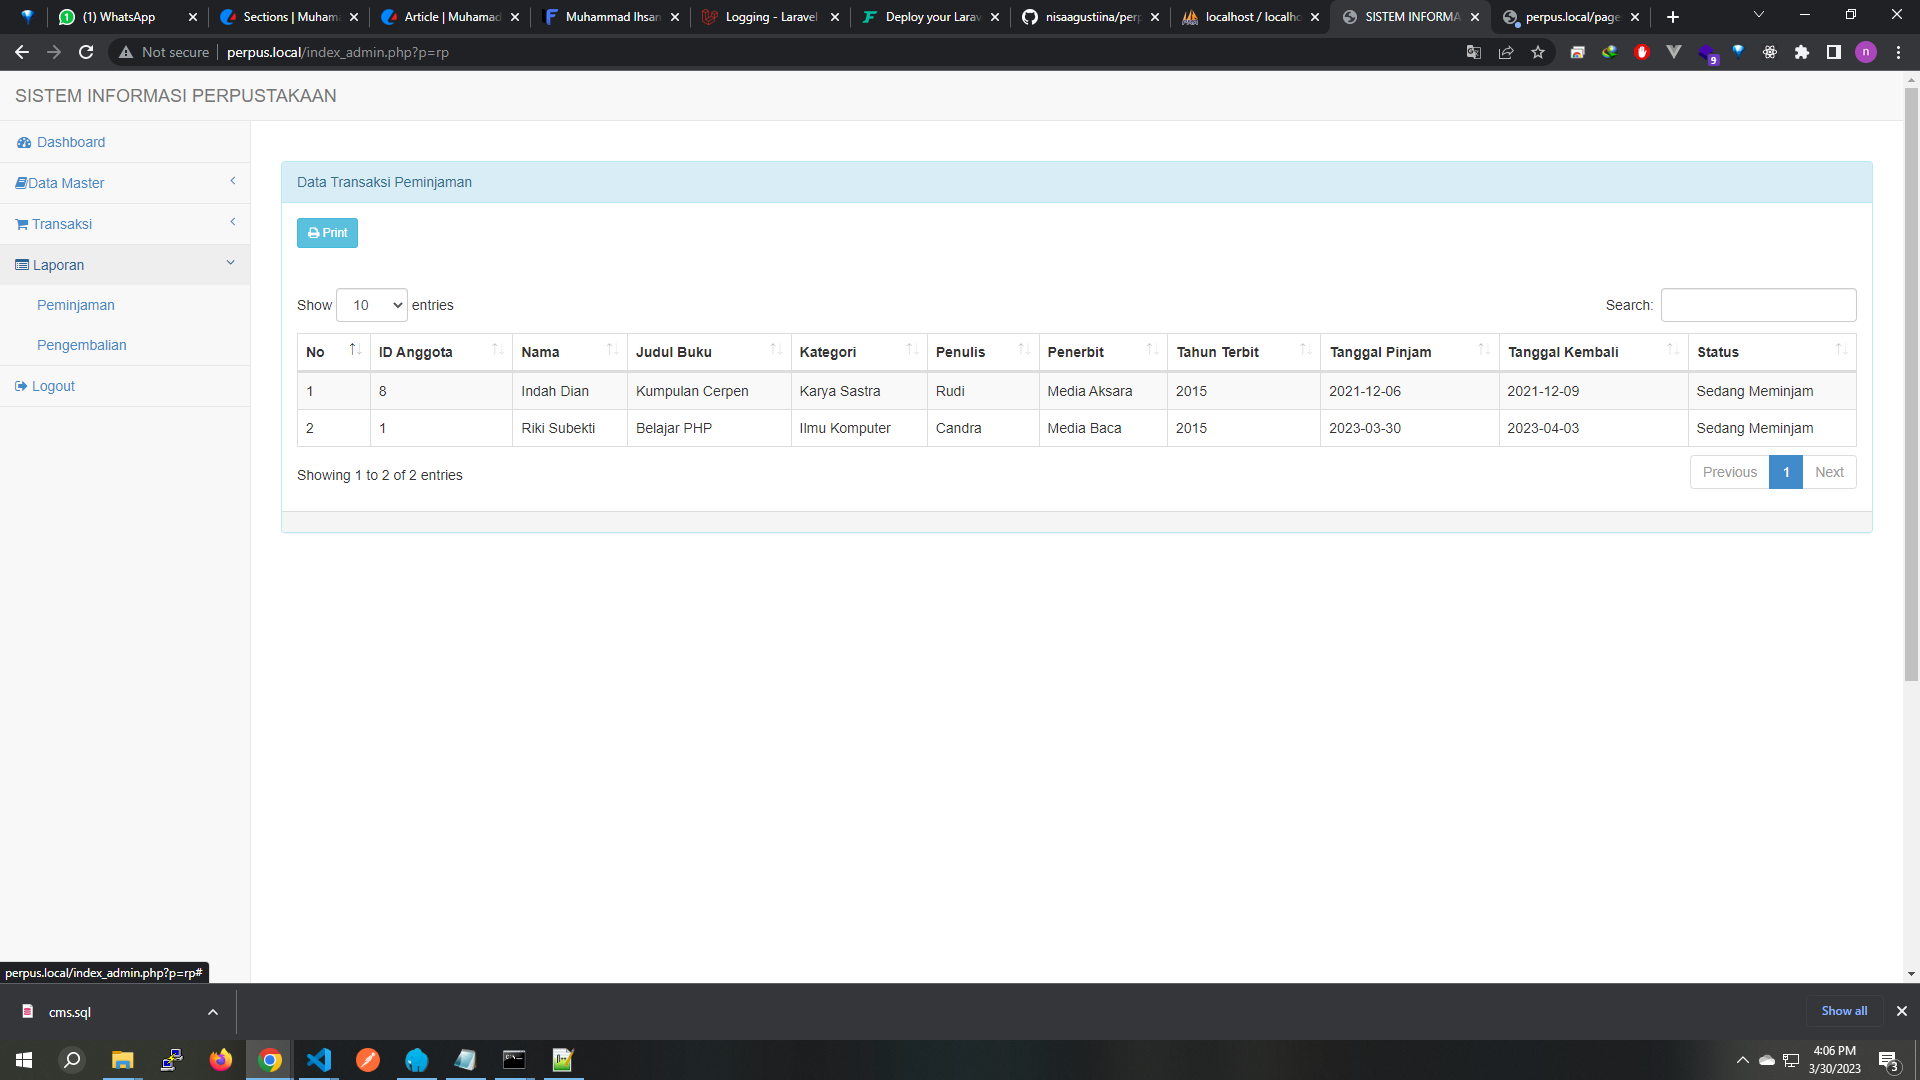 (1) WhatsApp
Sections | Muham
Article | Muhamad
Muhammad Ihsan
Logging - Laravel
Deploy your Larav
nisaagustiina/perp
localhost / localho
SISTEM INFORMA
perpus.local/page
Not secure
perpus.local/index_admin.php?p=rp
9
n
SISTEM INFORMASI PERPUSTAKAAN
Dashboard
Data Master
Transaksi
Laporan
Peminjaman
Pengembalian
Logout
Data Transaksi Peminjaman
Print
Show 10 entries
Search:
No ID Anggota Nama Judul Buku Kategori Penulis Penerbit Tahun Terbit Tanggal Pinjam Tanggal Kembali Status
1 8 Indah Dian Kumpulan Cerpen Karya Sastra Rudi Media Aksara 2015 2021-12-06 2021-12-09 Sedang Meminjam
2 1 Riki Subekti Belajar PHP Ilmu Komputer Candra Media Baca 2015 2023-03-30 2023-04-03 Sedang Meminjam
Showing 1 to 2 of 2 entries
Previous 1 Next
perpus.local/index_admin.php?p=rp#
cms.sql
Show all
4:06 PM
3/30/2023
3